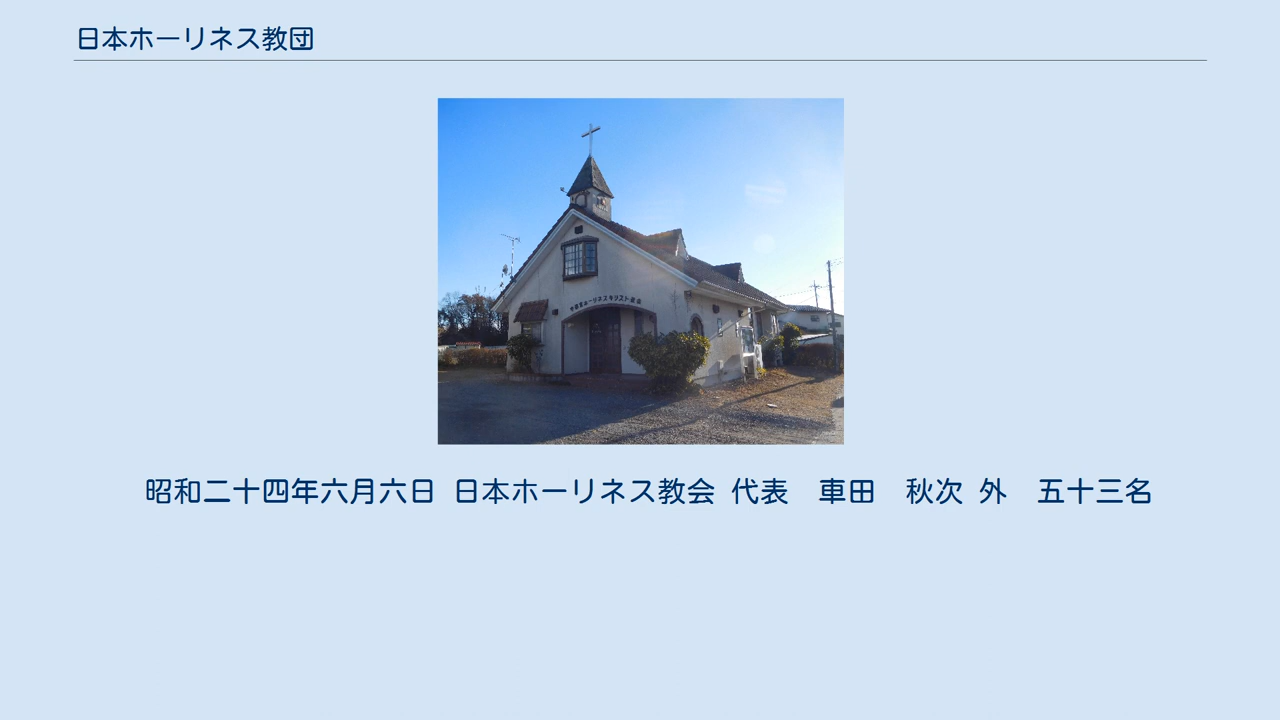 日本ホーリネス教団
昭和二十四年六月六日 日本ホーリネス教会 代表　車田　秋次 外　五十三名